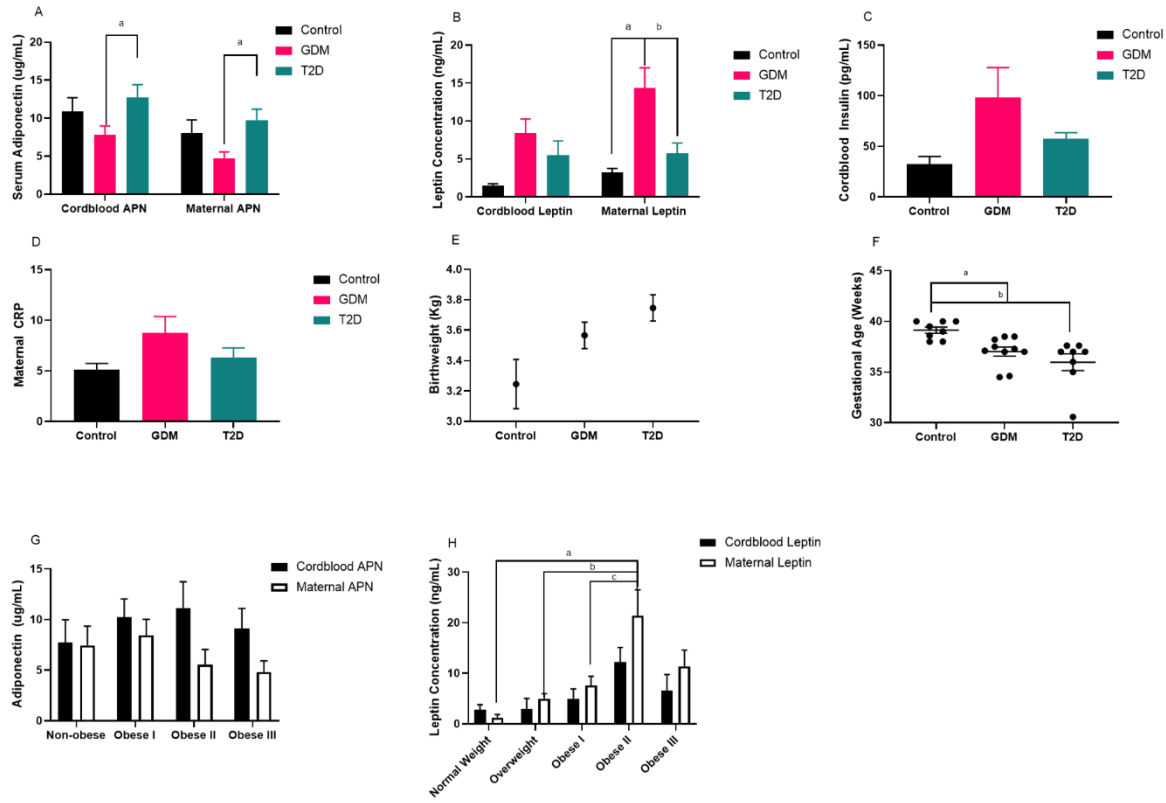 A
a
a
Control
GDM
T2D
Serum Adiponectin (ug/mL)
20
15
10
5
0
Cordblood APN
Maternal APN
B
a
b
Control
GDM
T2D
Leptin Concentration (ng/mL)
20
15
10
5
0
Cordblood Leptin
Maternal Leptin
C
Control
GDM
T2D
Cordblood Insulin (pg/mL)
150
100
50
0
Control
GDM
T2D
D
Control
GDM
T2D
Maternal CRP
15
10
5
0
Control
GDM
T2D
E
Birthweight (Kg)
4.0
3.8
3.6
3.4
3.2
3.0
Control
GDM
T2D
F
a
b
Gestational Age (Weeks)
45
40
35
30
Control
GDM
T2D
G
Cordblood APN
Maternal APN
Adiponectin (ug/mL)
20
15
10
5
0
Non-obese
Obese I
Obese II
Obese III
H
Cordblood Leptin
Maternal Leptin
a
b
c
Leptin Concentration (ng/mL)
30
20
10
0
Normal Weight
Overweight
Obese I
Obese II
Obese III